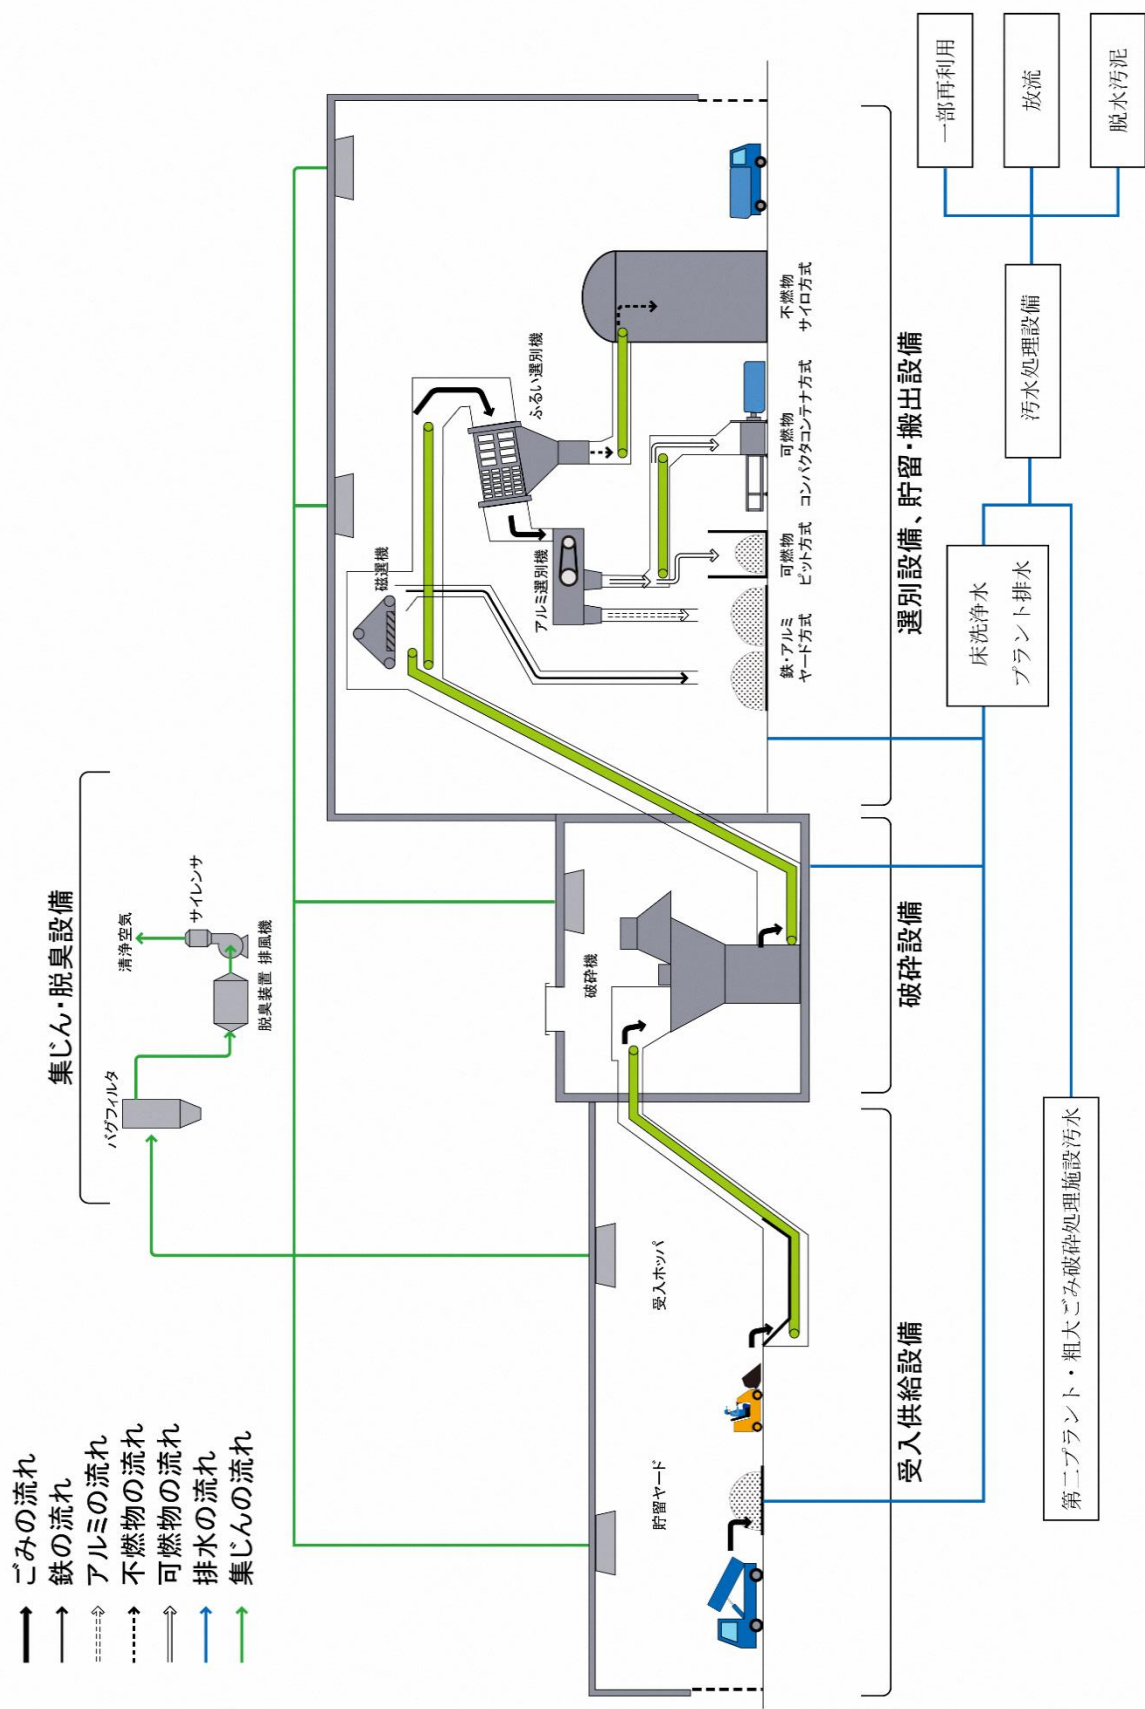 ごみの流れ
鉄の流れ
アルミの流れ
不燃物の流れ
可燃物の流れ
排水の流れ
集じんの流れ
集じん・脱臭設備
バグフィルタ
清浄空気
サイレンサ
脱臭装置 排風機
貯留ヤード
受入ホッパ
破砕機
磁選機
アルミ選別機
ふるい選別機
鉄・アルミ
ヤード方式
可燃物
ピット方式
可燃物
コンパクタコンテナ方式
不燃物
サイロ方式
受入供給設備
破砕設備
選別設備、貯留・搬出設備
第二プラント・粗大ごみ破砕処理施設汚水
床洗浄水
プラント排水
汚水処理設備
一部再利用
放流
脱水汚泥